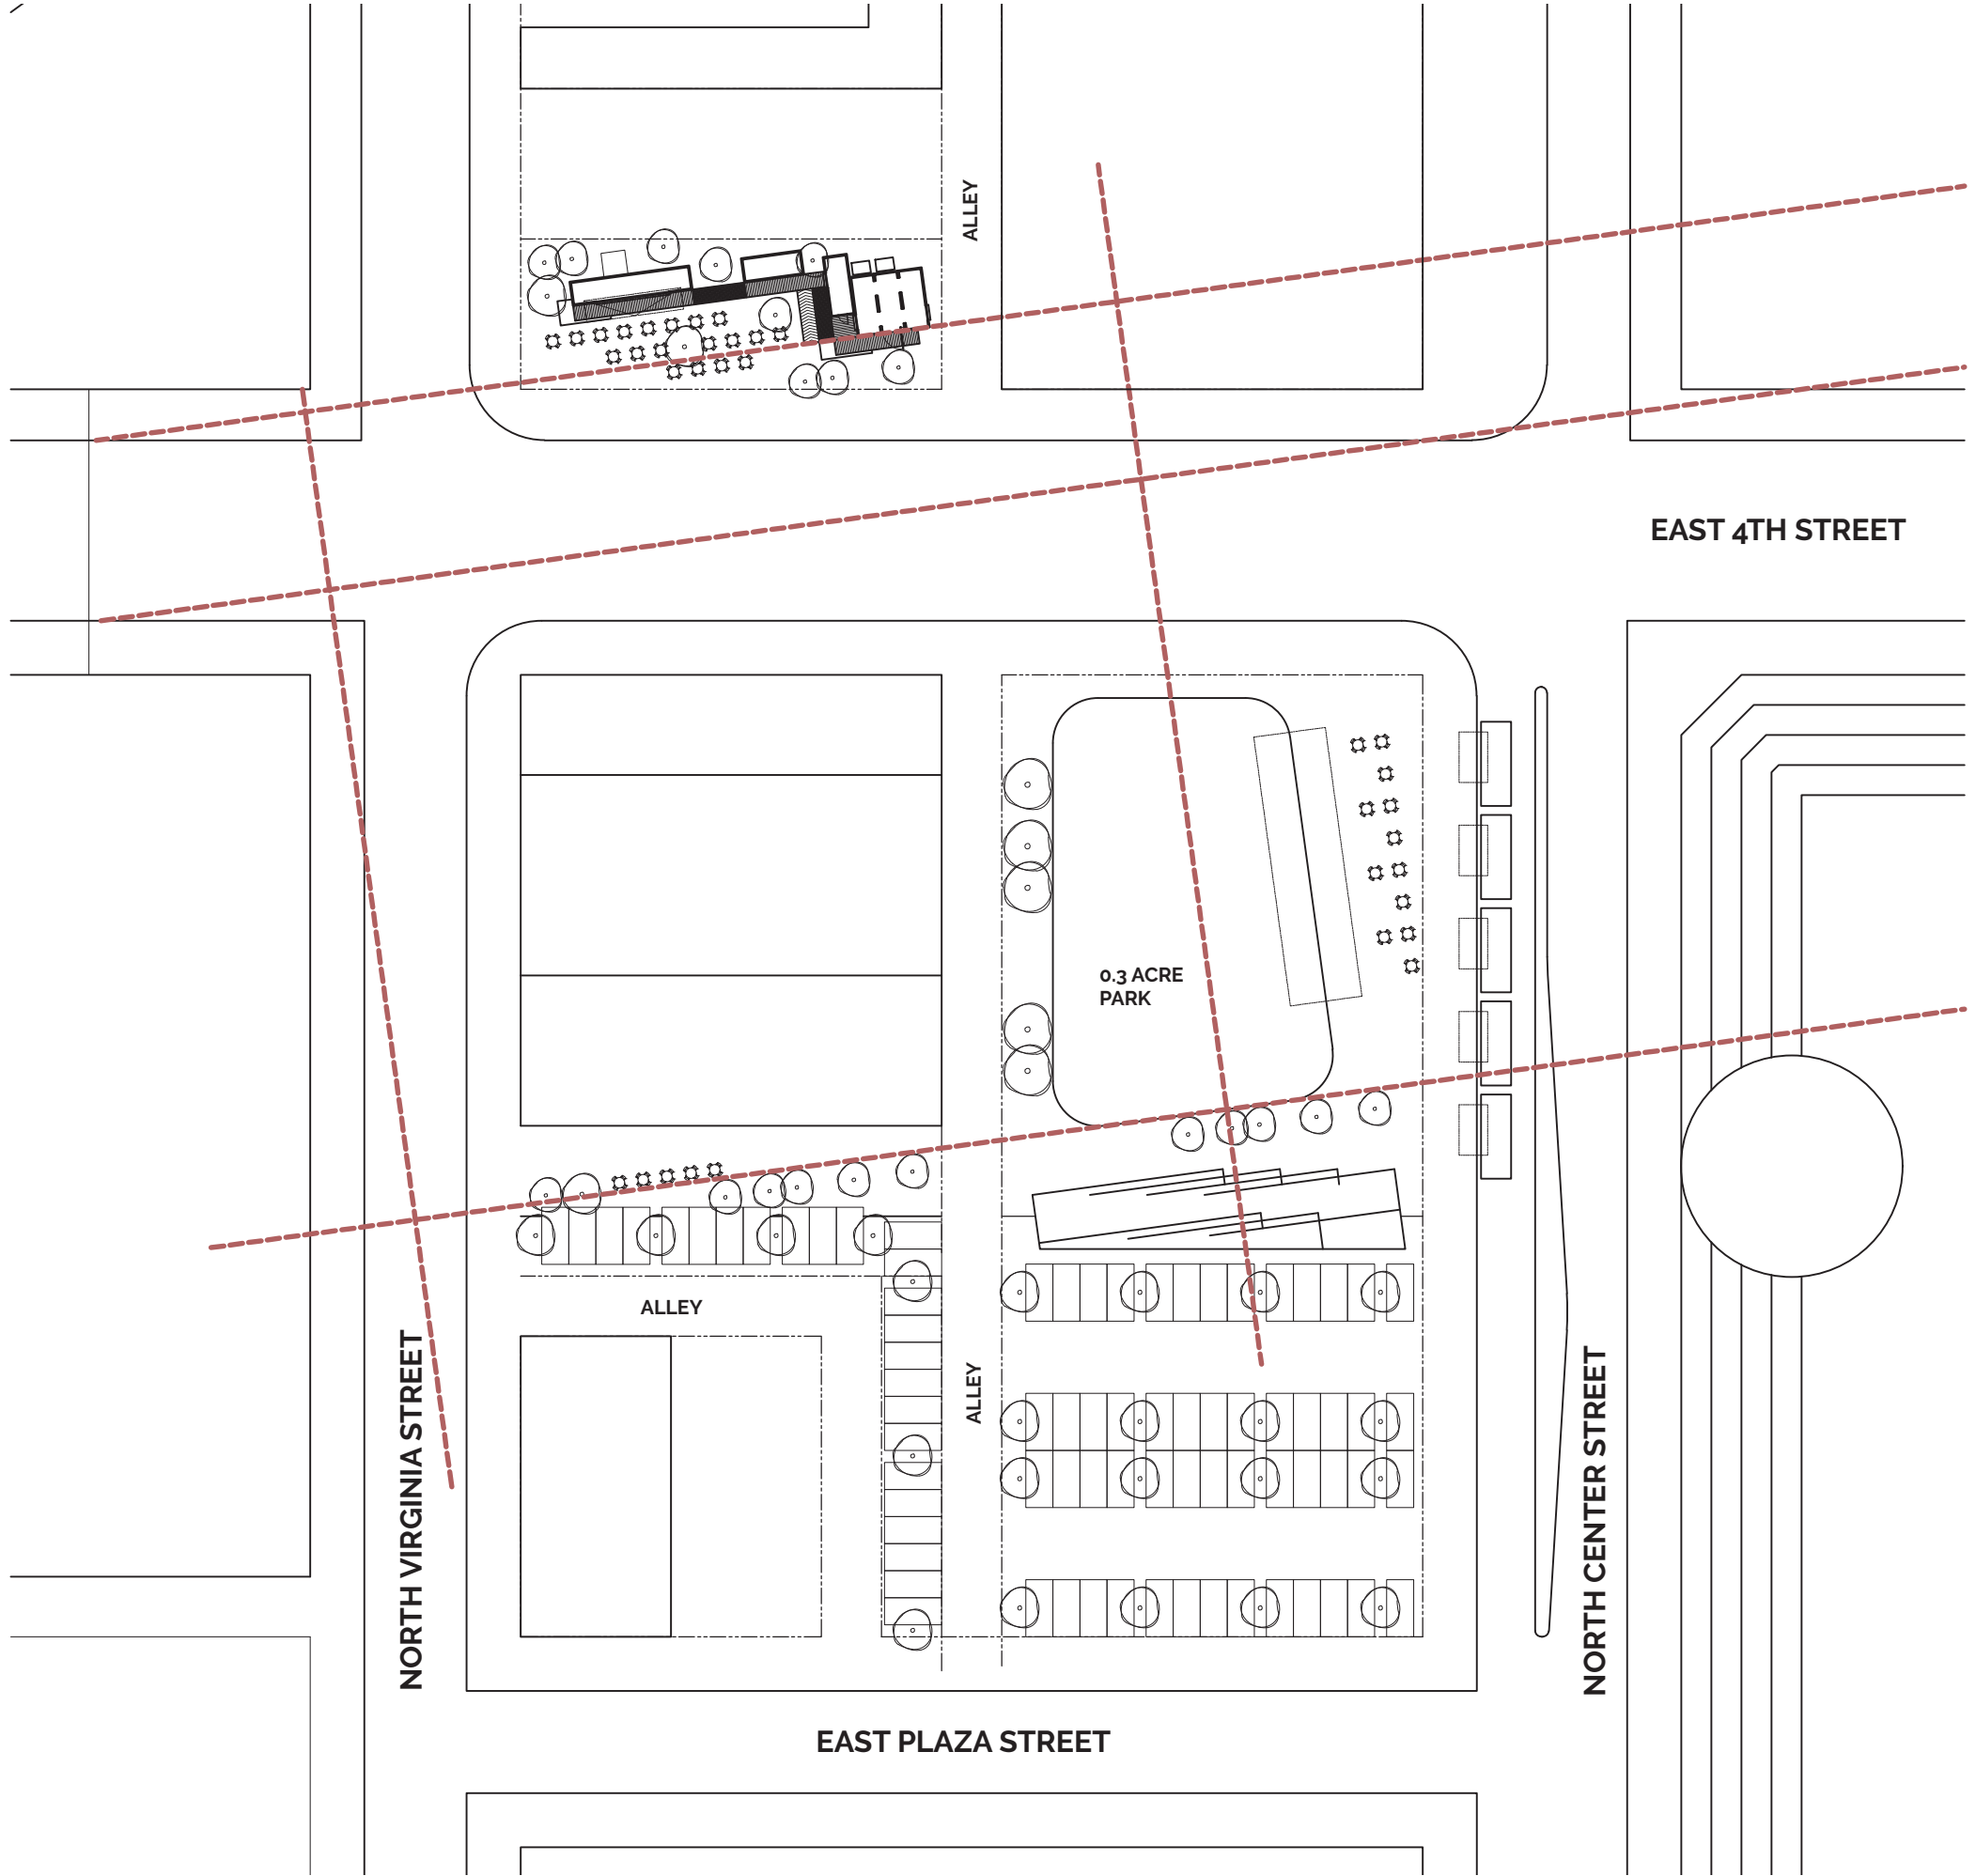 ALLEY
EAST 4TH STREET
0.3 ACRE
PARK
ALLEY
ALLEY
NORTH VIRGINIA STREET
NORTH CENTER STREET
EAST PLAZA STREET